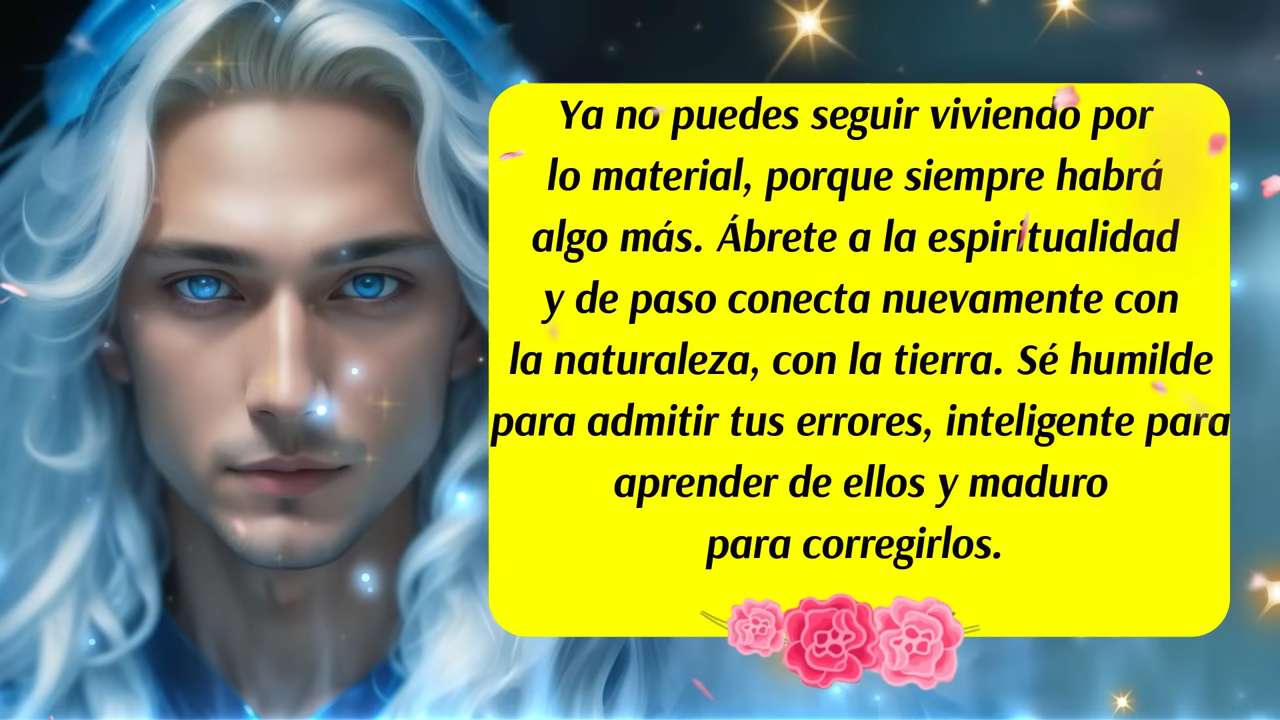 Ya no puedes seguir viviendo por
lo material, porque siempre habrá
algo más. Ábrete a la espiritualidad
y de paso conecta nuevamente con
la naturaleza, con la tierra. Sé humilde
para admitir tus errores, inteligente para
aprender de ellos y maduro
para corregirlos.